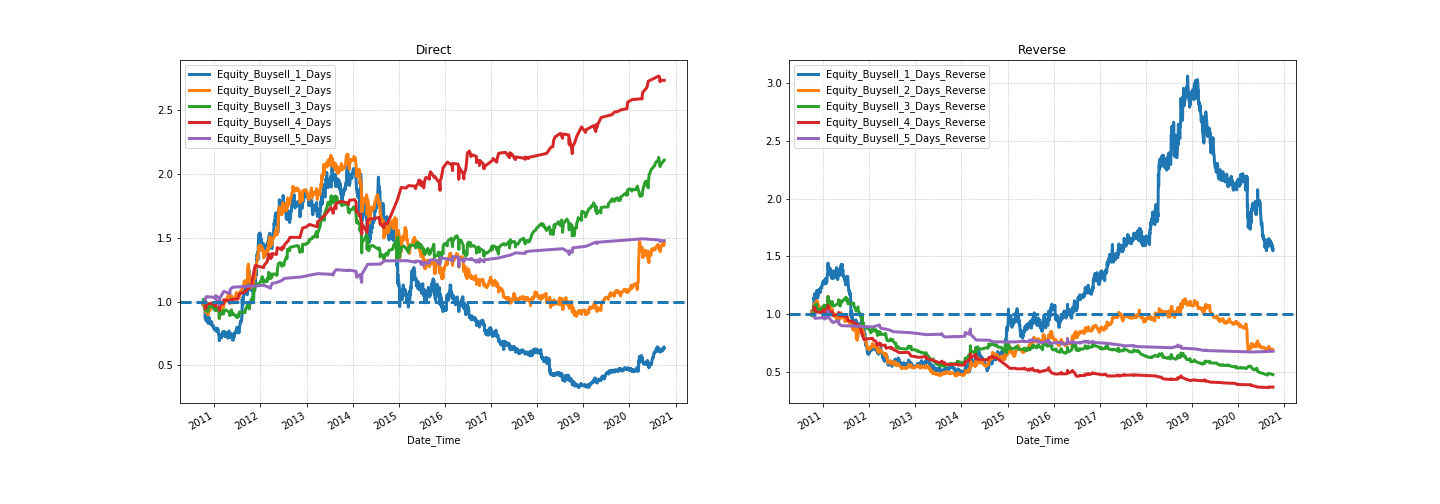 Direct
Equity_Buysell_1_Days
Equity_Buysell_2_Days
Equity_Buysell_3_Days
Equity_Buysell_4_Days
Equity_Buysell_5_Days
2.5
2.0
1.5
1.0
0.5
2011 2012 2013 2014 2015 2016 2017 2018 2019 2020 2021
Date_Time
Reverse
Equity_Buysell_1_Days_Reverse
Equity_Buysell_2_Days_Reverse
Equity_Buysell_3_Days_Reverse
Equity_Buysell_4_Days_Reverse
Equity_Buysell_5_Days_Reverse
3.0
2.5
2.0
1.5
1.0
0.5
2011 2012 2013 2014 2015 2016 2017 2018 2019 2020 2021
Date_Time